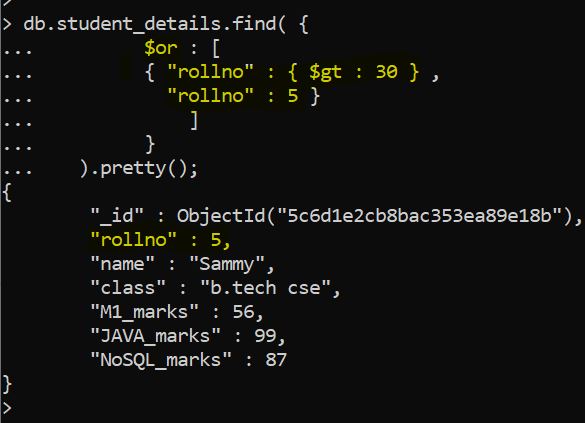 >
> db.student_details.find( {
...         $or : [
...         { "rollno" : { $gt : 30 } ,
...           "rollno" : 5 }
...             ]
...         }
...    ).pretty();
{
        "_id" : ObjectId("5c6d1e2cb8bac353ea89e18b"),
        "rollno" : 5,
        "name" : "Sammy",
        "class" : "b.tech cse",
        "M1_marks" : 56,
        "JAVA_marks" : 99,
        "NoSQL_marks" : 87
}
>